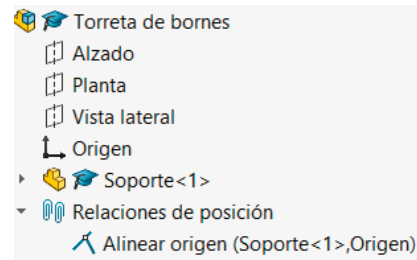 Torreta de bornes
Alzado
Planta
Vista lateral
Origen
Soporte<1>
Relaciones de posición
Alinear origen (Soporte<1>,Origen)